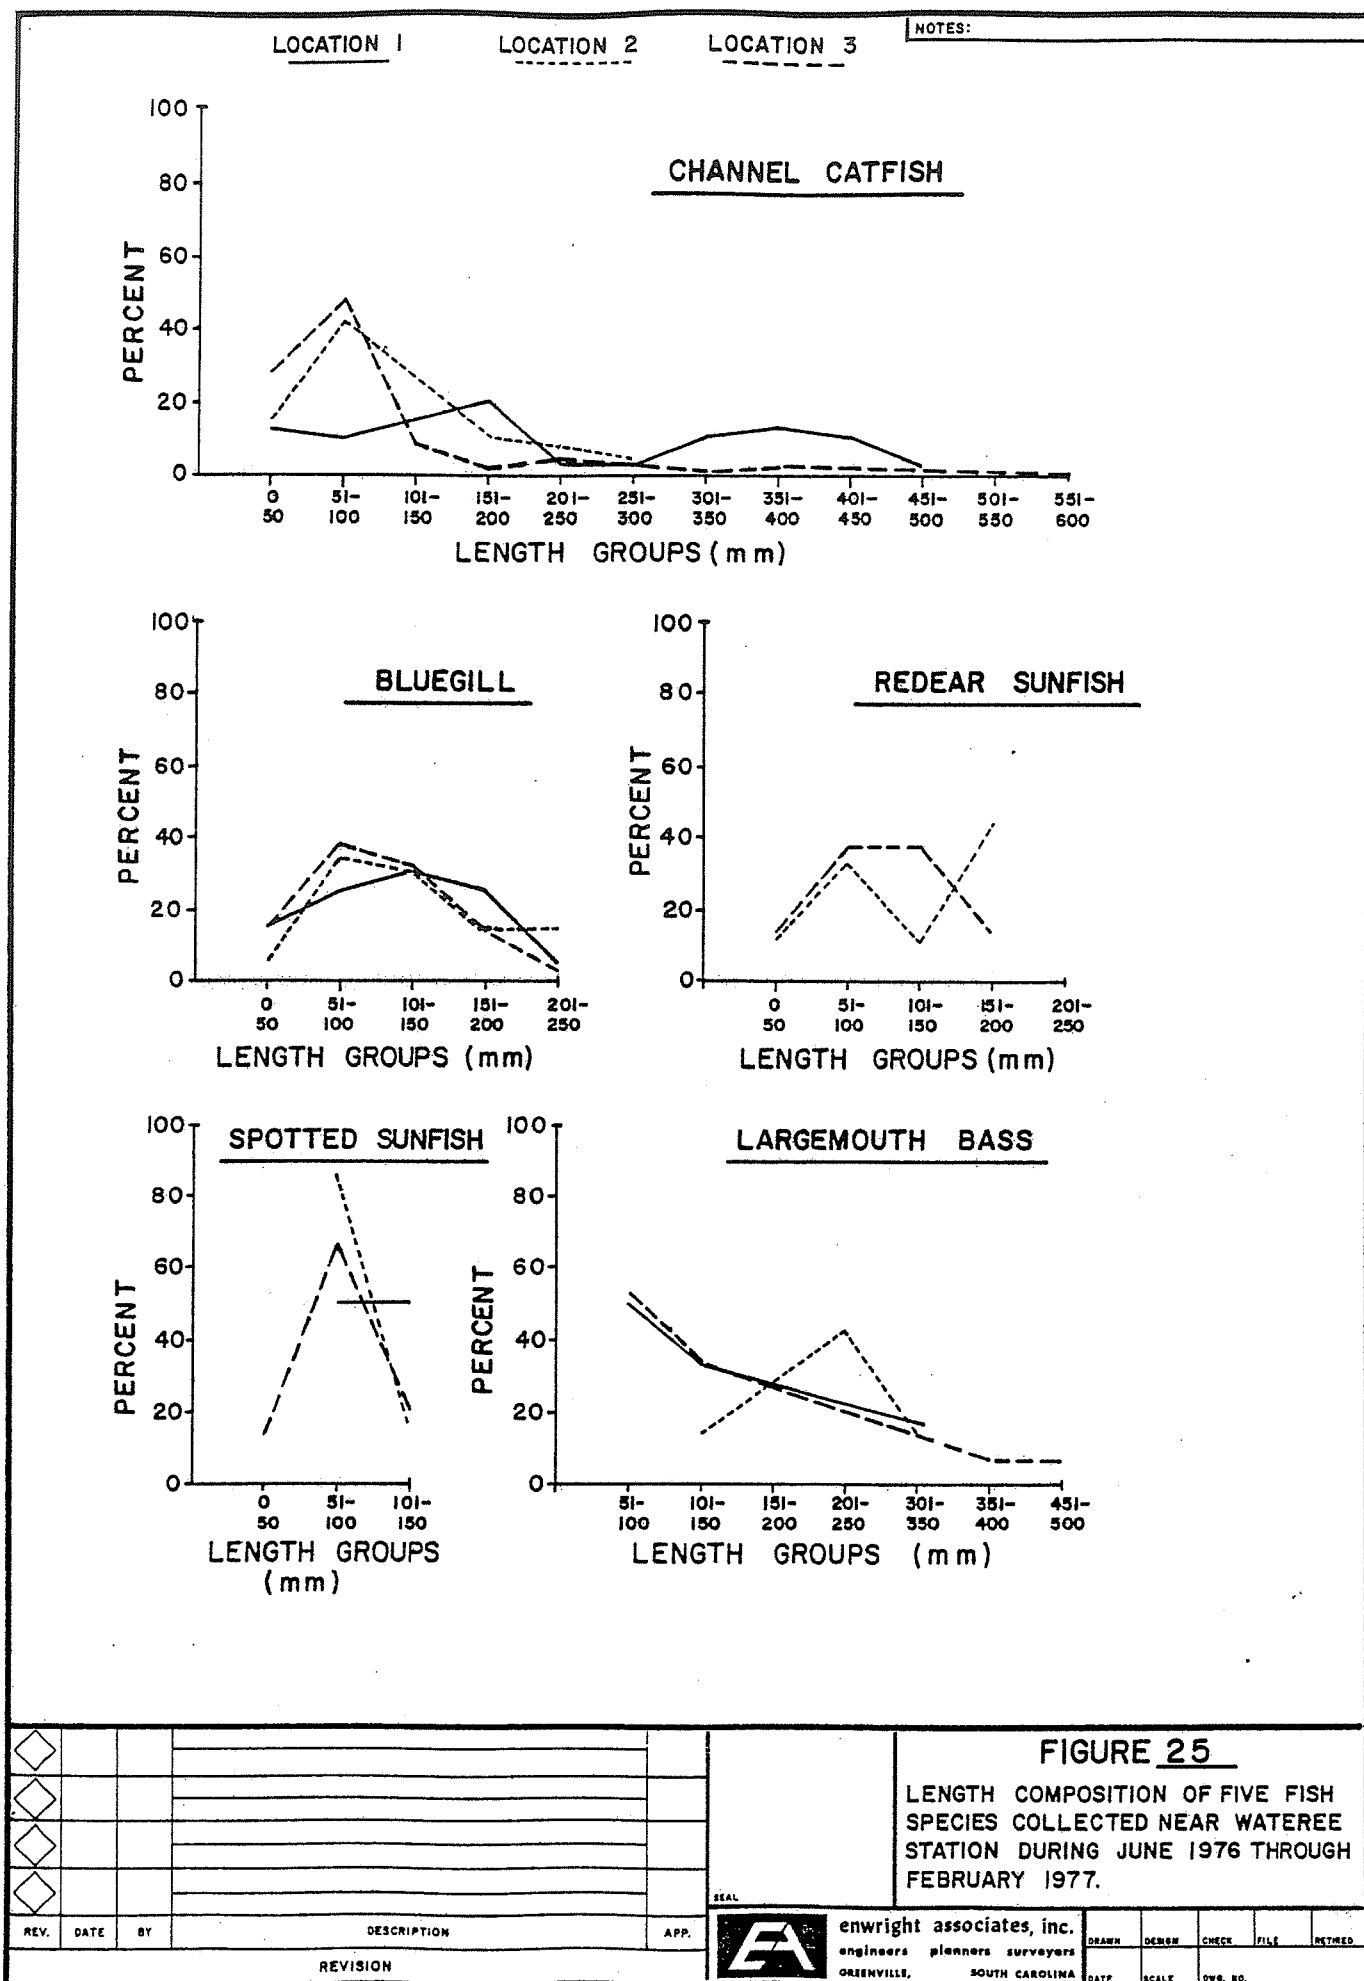 NOTES:
LOCATION 1 LOCATION 2 LOCATION 3
CHANNEL CATFISH
PERCENT
100
80
60
40
20
0
0 51- 101- 151- 201- 251- 301- 351- 401- 451- 501- 551-
50 100 150 200 250 300 350 400 450 500 550 600
LENGTH GROUPS (mm)
BLUEGILL
PERCENT
100
80
60
40
20
0
0 51- 101- 151- 201-
50 100 150 200 250
LENGTH GROUPS (mm)
REDEAR SUNFISH
PERCENT
100
80
60
40
20
0
0 51- 101- 151- 201-
50 100 150 200 250
LENGTH GROUPS (mm)
SPOTTED SUNFISH
PERCENT
100
80
60
40
20
0
0 51- 101-
50 100 150
LENGTH GROUPS
(mm)
LARGEMOUTH BASS
PERCENT
100
80
60
40
20
0
51- 101- 151- 201- 301- 351- 451-
100 150 200 250 350 400 500
LENGTH GROUPS (mm)
REV. DATE BY DESCRIPTION APP.
REVISION
SEAL
FIGURE 25
LENGTH COMPOSITION OF FIVE FISH
SPECIES COLLECTED NEAR WATEREE
STATION DURING JUNE 1976 THROUGH
FEBRUARY 1977.
EA
enwright associates, inc.
engineers planners surveyors
GREENVILLE, SOUTH CAROLINA
DRAWN DESIGN CHECK FILE RETIRED
DATE SCALE DWG. NO.